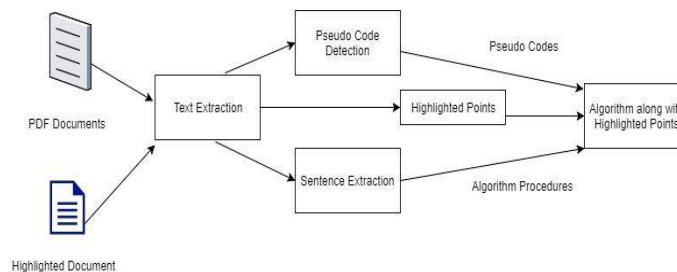 Pseudo Code
Detection
Pseudo Codes
PDF Documents
Text Extraction
Highlighted Points
Algorithm along wit
Highlighted Points
Sentence Extraction
Algorithm Procedures
Highlighted Document